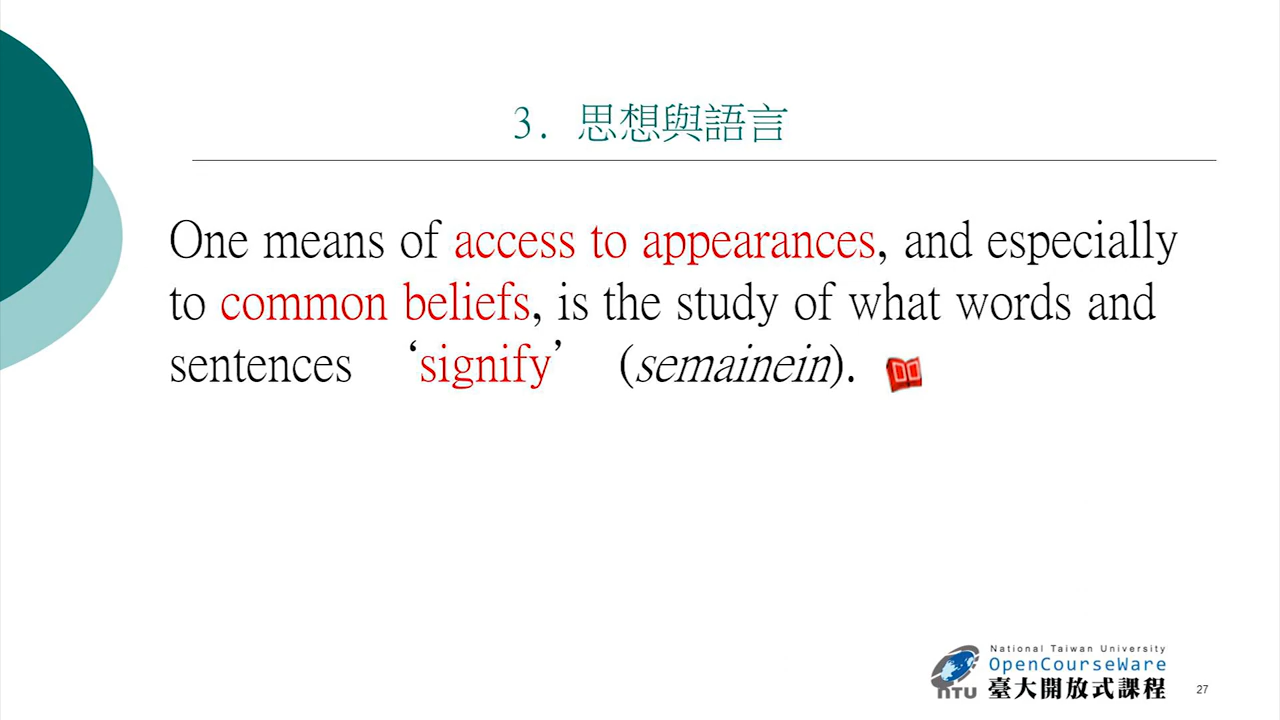 3. 思想與語言
One means of access to appearances, and especially
to common beliefs, is the study of what words and
sentences ‘signify’ (semainein).
National Taiwan University
OpenCourseWare
NTU 臺大開放式課程
27